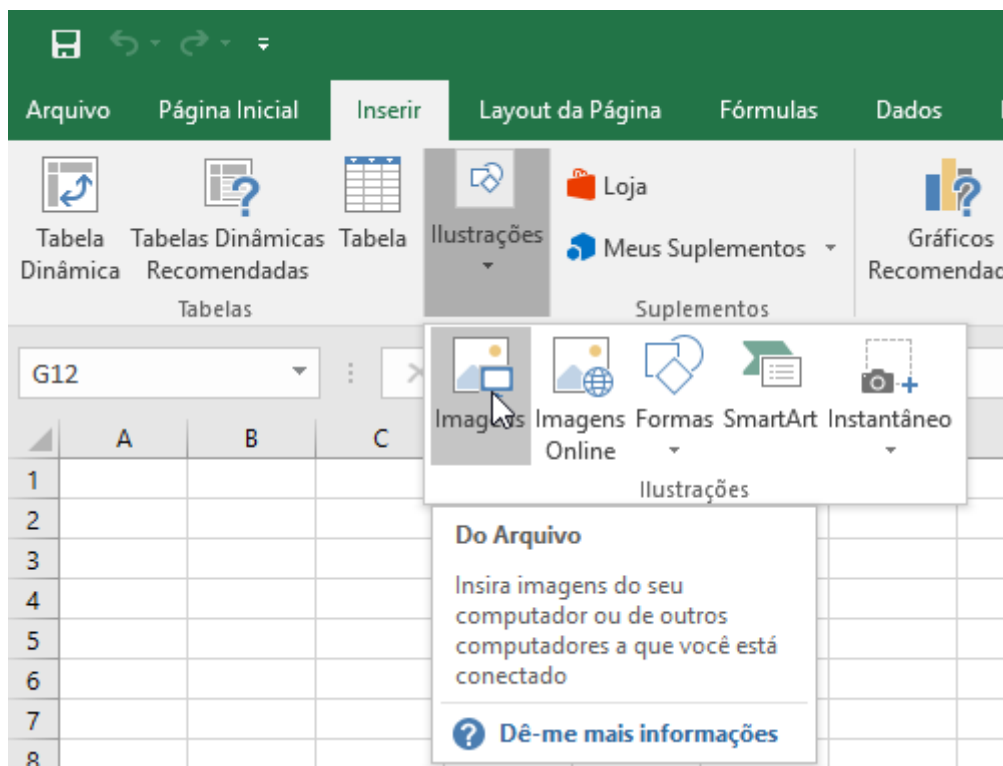 Arquivo Página Inicial Inserir Layout da Página Fórmulas Dados
Tabela Dinâmica
Tabelas Dinâmicas Recomendadas
Tabela
Tabelas
Ilustrações
Loja
Meus Suplementos
Suplementos
Gráficos
G12
Imagens
Imagens Online
Formas
SmartArt
Instantâneo
Ilustrações
A B C
1
2
3
4
5
6
7
8
Do Arquivo
Insira imagens do seu
computador ou de outros
computadores a que você está
conectado
Dê-me mais informações